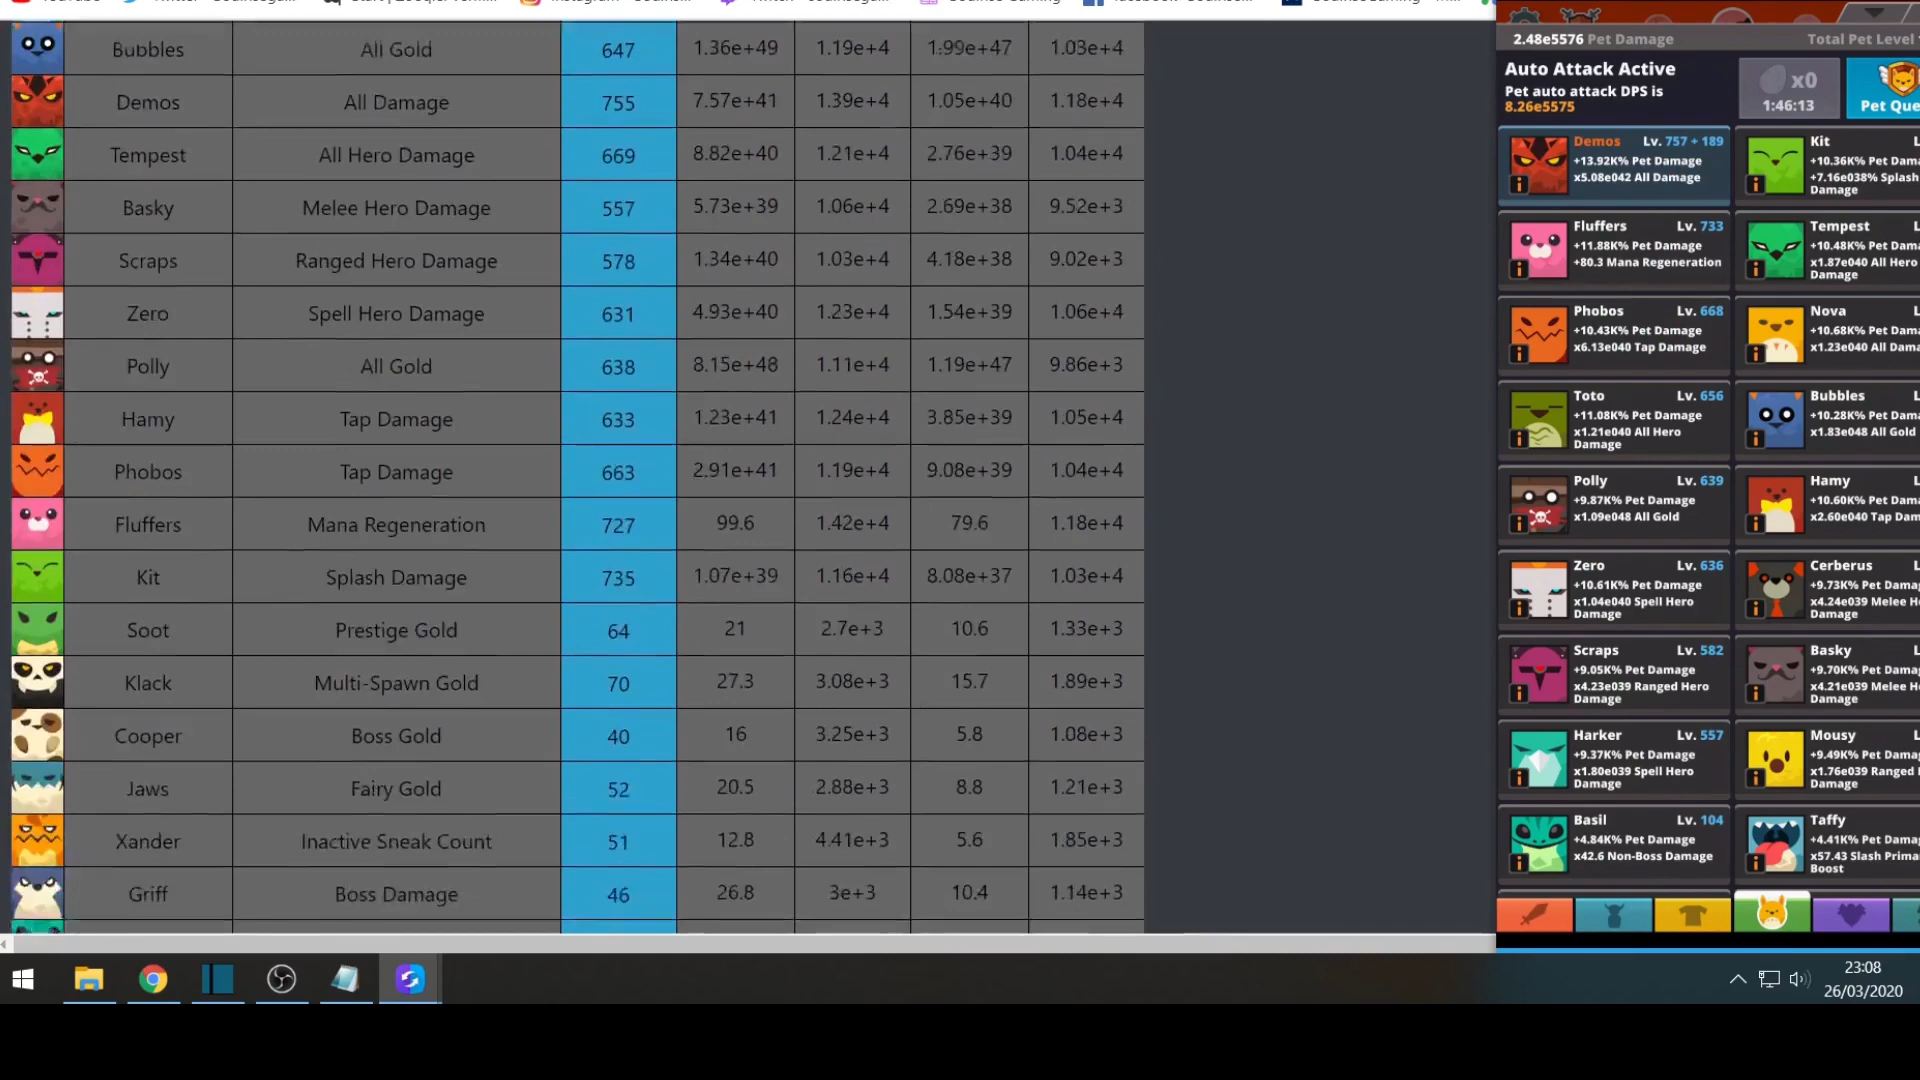 YouTube
Bubbles All Gold 647 1.36e+49 1.19e+4 1.99e+47 1.03e+4
Demos All Damage 755 7.57e+41 1.39e+4 1.05e+40 1.18e+4
Tempest All Hero Damage 669 8.82e+40 1.21e+4 2.76e+39 1.04e+4
Basky Melee Hero Damage 557 5.73e+39 1.06e+4 2.69e+38 9.52e+3
Scraps Ranged Hero Damage 578 1.34e+40 1.03e+4 4.18e+38 9.02e+3
Zero Spell Hero Damage 631 4.93e+40 1.23e+4 1.54e+39 1.06e+4
Polly All Gold 638 8.15e+48 1.11e+4 1.19e+47 9.86e+3
Hamy Tap Damage 633 1.23e+41 1.24e+4 3.85e+39 1.05e+4
Phobos Tap Damage 663 2.91e+41 1.19e+4 9.08e+39 1.04e+4
Fluffers Mana Regeneration 727 99.6 1.42e+4 79.6 1.18e+4
Kit Splash Damage 735 1.07e+39 1.16e+4 8.08e+37 1.03e+4
Soot Prestige Gold 64 21 2.7e+3 10.6 1.33e+3
Klack Multi-Spawn Gold 70 27.3 3.08e+3 15.7 1.89e+3
Cooper Boss Gold 40 16 3.25e+3 5.8 1.08e+3
Jaws Fairy Gold 52 20.5 2.88e+3 8.8 1.21e+3
Xander Inactive Sneak Count 51 12.8 4.41e+3 5.6 1.85e+3
Griff Boss Damage 46 26.8 3e+3 10.4 1.14e+3
2.48e5576 Pet Damage Total Pet Level
Auto Attack Active
Pet auto attack DPS is
8.26e5575
x0
1:46:13
Pet Que
Demos Lv. 757 + 189
+13.92K% Pet Damage
x5.08e042 All Damage
Kit L
+10.36K% Pet Dama
+7.16e038% Splash
Damage
Fluffers Lv. 733
+11.88K% Pet Damage
+80.3 Mana Regeneration
Tempest L
+10.48K% Pet Dama
x1.87e040 All Hero
Damage
Phobos Lv. 668
+10.43K% Pet Damage
x6.13e040 Tap Damage
Nova L
+10.68K% Pet Dama
x1.23e040 All Dama
Toto Lv. 656
+11.08K% Pet Damage
x1.21e040 All Hero
Damage
Bubbles L
+10.28K% Pet Dama
x1.83e048 All Gold
Polly Lv. 639
+9.87K% Pet Damage
x1.09e048 All Gold
Hamy L
+10.60K% Pet Dama
x2.60e040 Tap Dam
Zero Lv. 636
+10.61K% Pet Damage
x1.04e040 Spell Hero
Damage
Cerberus L
+9.73K% Pet Damag
x4.24e039 Melee He
Damage
Scraps Lv. 582
+9.05K% Pet Damage
x4.23e039 Ranged Hero
Damage
Basky L
+9.70K% Pet Damag
x4.21e039 Melee He
Damage
Harker Lv. 557
+9.37K% Pet Damage
x1.80e039 Spell Hero
Damage
Mousy L
+9.49K% Pet Damag
x1.76e039 Ranged H
Damage
Basil Lv. 104
+4.84K% Pet Damage
x42.6 Non-Boss Damage
Taffy L
+4.41K% Pet Damag
x57.43 Slash Prima
Boost
23:08
26/03/2020